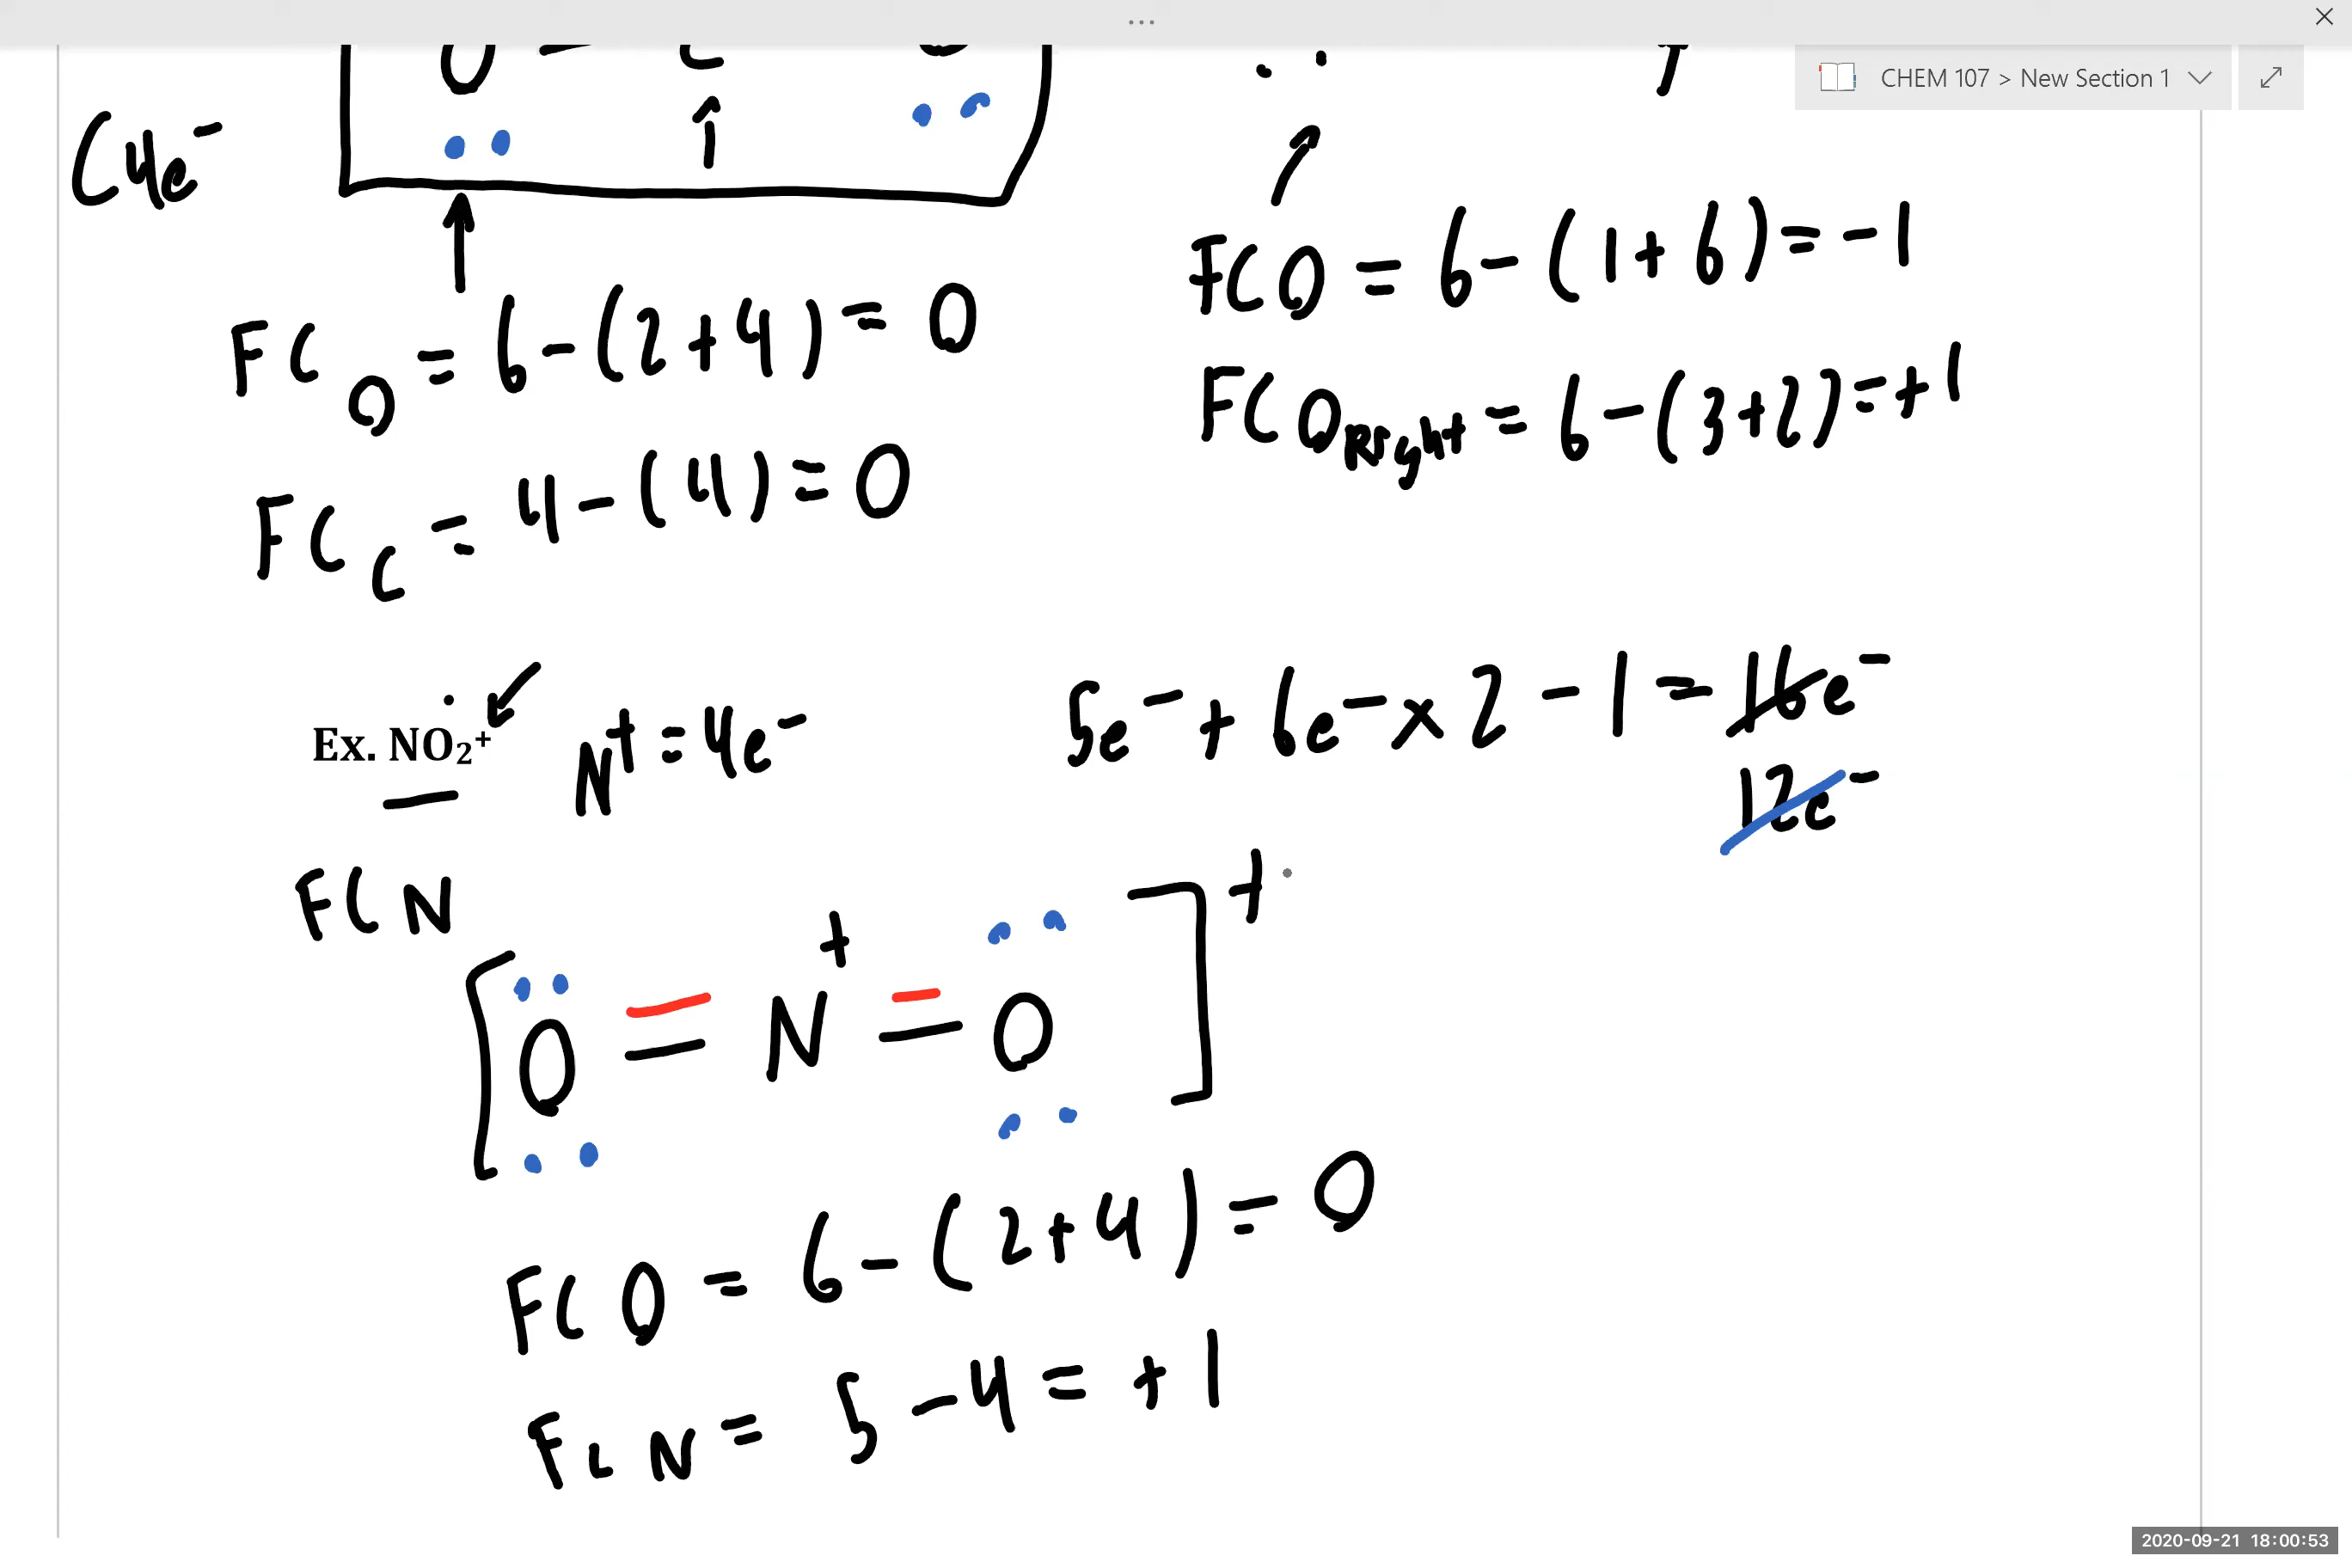 ...
CHEM 107 > New Section 1
C 4e⁻
FC O = 6 - (2 + 4) = 0
FC C = 4 - (4) = 0
FC O = 6 - (1 + 6) = -1
FC O Right = 6 - (3 + 2) = +1
Ex. NO₂⁺
N⁺ = 4e⁻
5e⁻ + 6e⁻ x 2 - 1 = 16e⁻
12e⁻
FC N
[O = N⁺ = O]⁺
FC O = 6 - (2 + 4) = 0
FC N = 5 - 4 = +1
2020-09-21 18:00:53